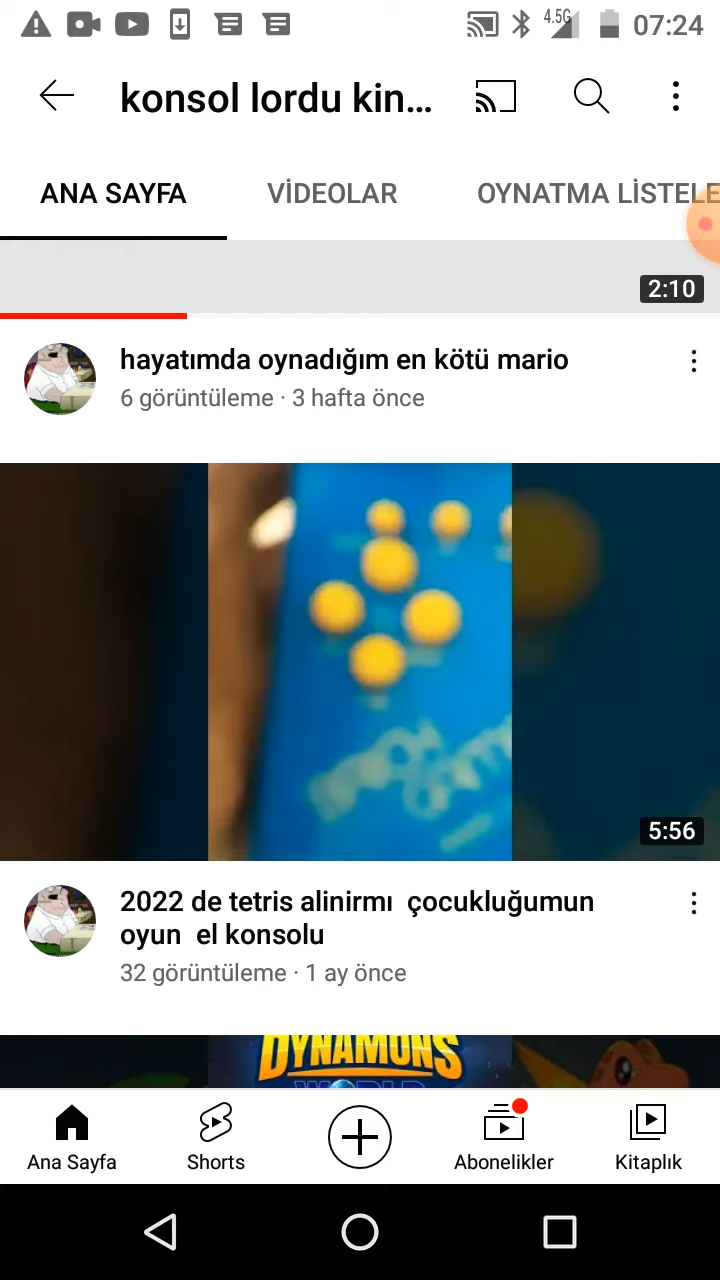 4.5G
07:24
konsol lordu kin...
ANA SAYFA
VİDEOLAR
OYNATMA LİSTELE
2:10
hayatımda oynadığım en kötü mario
6 görüntüleme · 3 hafta önce
5:56
2022 de tetris alinirmı çocukluğumun
oyun el konsolu
32 görüntüleme · 1 ay önce
DYNAMONS
WORLD
Ana Sayfa
Shorts
Abonelikler
Kitaplık